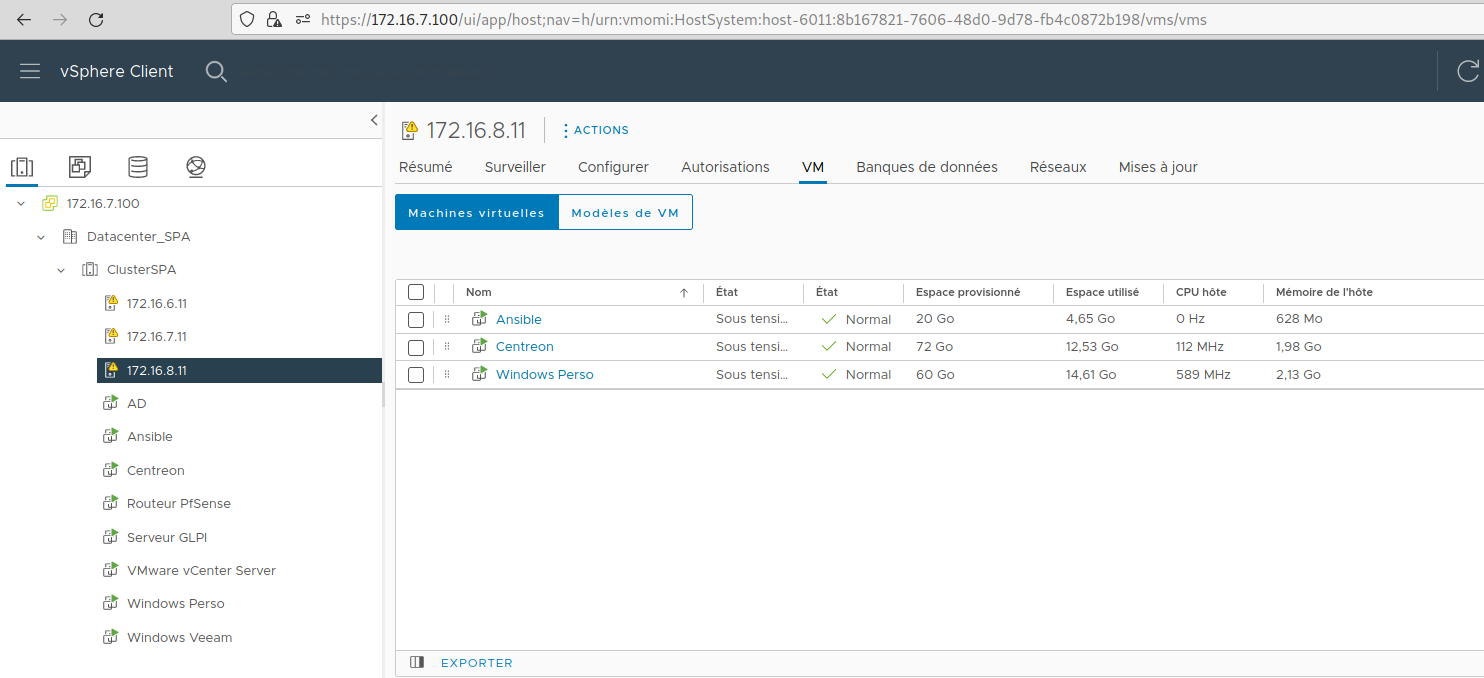 https://172.16.7.100/ui/app/host;nav=h/urn:vmomi:HostSystem:host-6011:8b167821-7606-48d0-9d78-fb4c0872b198/vms/vms
vSphere Client
172.16.8.11 ACTIONS
Résumé Surveiller Configurer Autorisations VM Banques de données Réseaux Mises à jour
Machines virtuelles Modèles de VM
172.16.7.100
Datacenter_SPA
ClusterSPA
172.16.6.11
172.16.7.11
172.16.8.11
AD
Ansible
Centreon
Routeur PfSense
Serveur GLPI
VMware vCenter Server
Windows Perso
Windows Veeam
Nom État État Espace provisionné Espace utilisé CPU hôte Mémoire de l'hôte
Ansible Sous tensi... Normal 20 Go 4,65 Go 0 Hz 628 Mo
Centreon Sous tensi... Normal 72 Go 12,53 Go 112 MHz 1,98 Go
Windows Perso Sous tensi... Normal 60 Go 14,61 Go 589 MHz 2,13 Go
EXPORTER